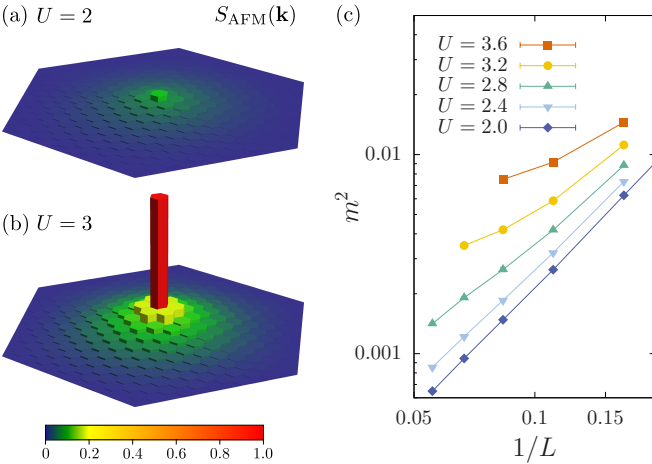 (a) U = 2
S_AFM(k)
(b) U = 3
0 0.2 0.4 0.6 0.8 1.0
(c)
U = 3.6
U = 3.2
U = 2.8
U = 2.4
U = 2.0
0.01
0.001
m²
0.05 0.1 0.15
1/L